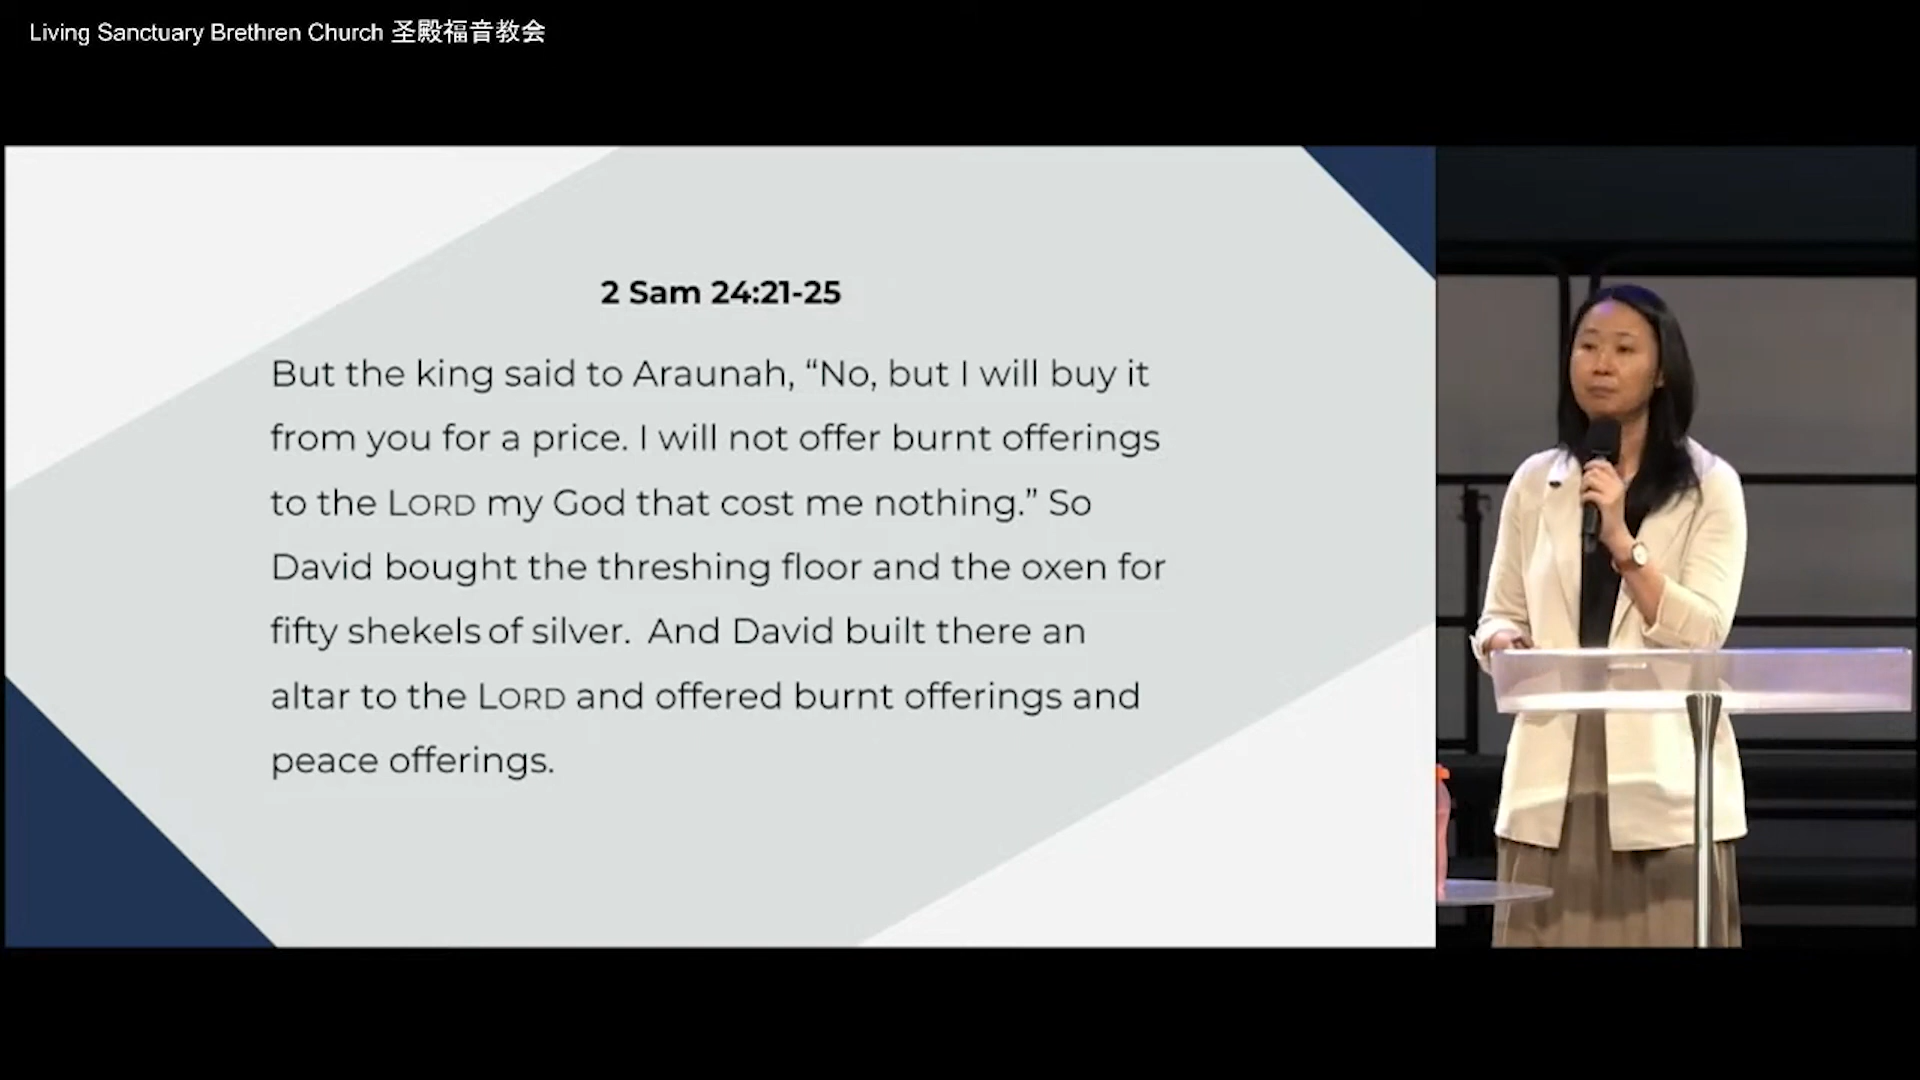 Living Sanctuary Brethren Church 圣殿福音教会
2 Sam 24:21-25
But the king said to Araunah, “No, but I will buy it
from you for a price. I will not offer burnt offerings
to the LORD my God that cost me nothing.” So
David bought the threshing floor and the oxen for
fifty shekels of silver.  And David built there an
altar to the LORD and offered burnt offerings and
peace offerings.